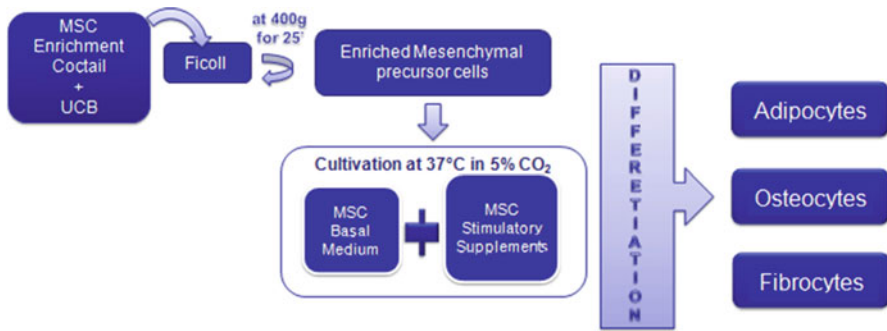 MSC
Enrichment
Coctail
+
UCB
Ficoll
at 400g
for 25'
Enriched Mesenchymal
precursor cells
Cultivation at 37°C in 5% CO₂
MSC
Basal
Medium
MSC
Stimulatory
Supplements
DIFFERETIATION
Adipocytes
Osteocytes
Fibrocytes